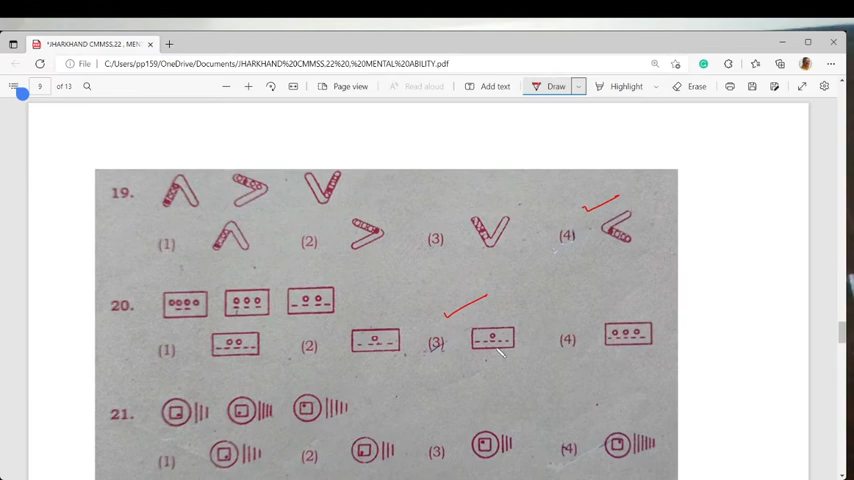 *JHARKHAND CMMSS,22 , MEN
File C:/Users/pp159/OneDrive/Documents/JHARKHAND%20CMMSS,22%20,%20MENTAL%20ABILITY.pdf
9 of 13 Page view Read aloud Add text Draw Highlight Erase
19.
(1) (2) (3) (4)
20.
(1) (2) (3) (4)
21.
(1) (2) (3) (4)